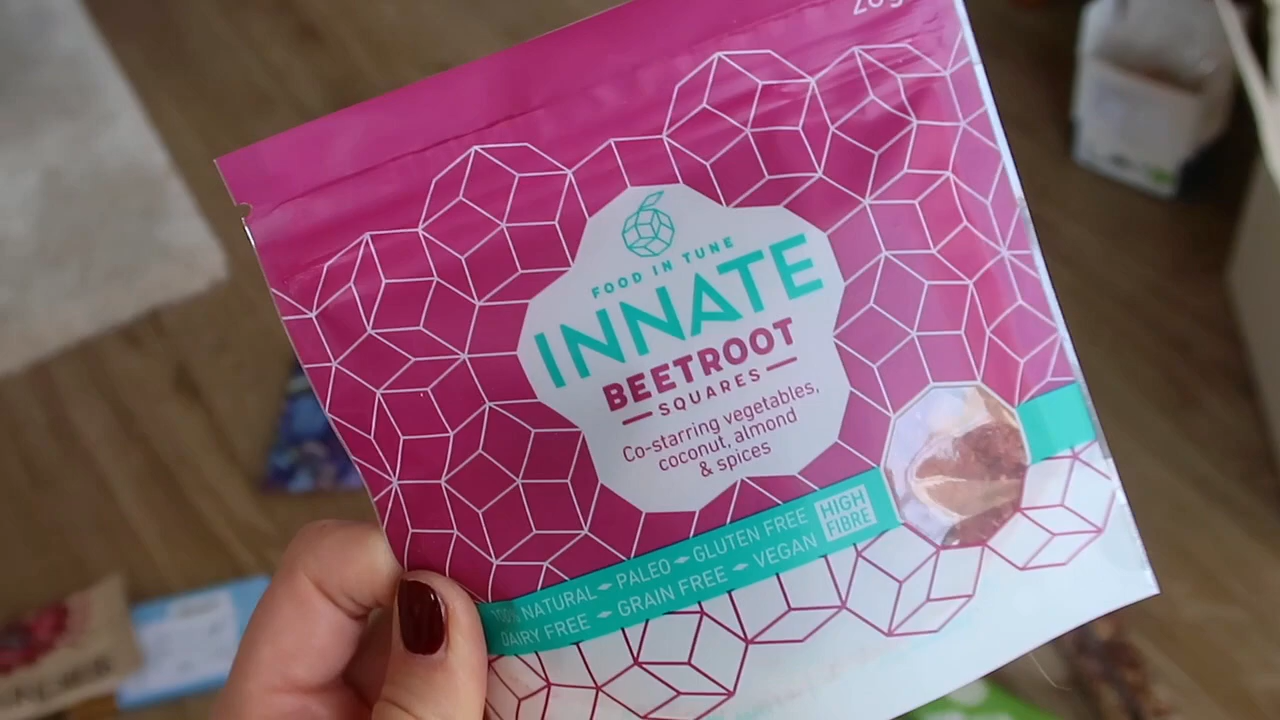 FOOD IN TUNE
INNATE
BEETROOT
SQUARES
Co-starring vegetables,
coconut, almond
& spices
100% NATURAL PALEO GLUTEN FREE
DAIRY FREE GRAIN FREE VEGAN
HIGH
FIBRE